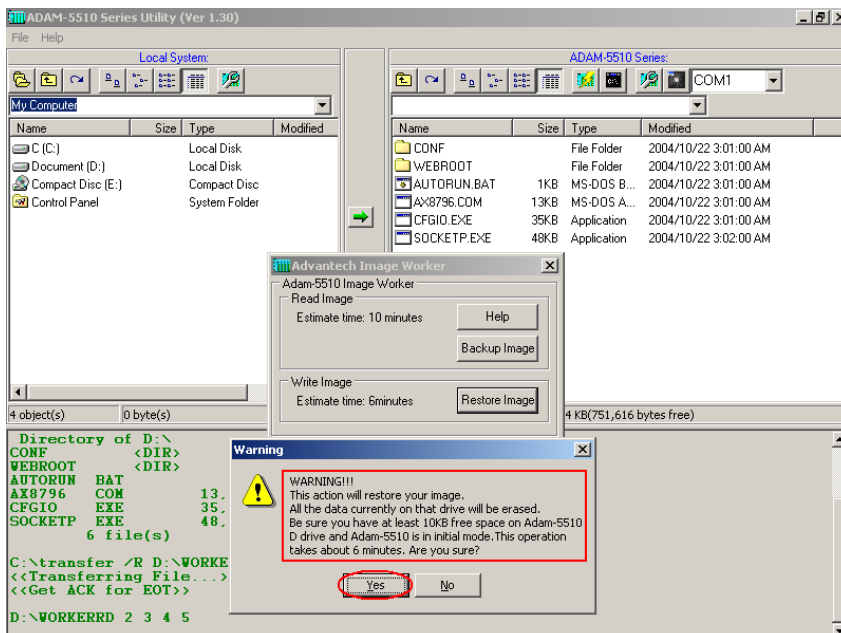 ADAM-5510 Series Utility (Ver 1.30)
File Help
Local System:
ADAM-5510 Series:
COM1
My Computer
Name Size Type Modified
C (C:) Local Disk
Document (D:) Local Disk
Compact Disc (E:) Compact Disc
Control Panel System Folder
Name Size Type Modified
CONF File Folder 2004/10/22 3:01:00 AM
WEBROOT File Folder 2004/10/22 3:01:00 AM
AUTORUN.BAT 1KB MS-DOS B... 2004/10/22 3:01:00 AM
AX8796.COM 13KB MS-DOS A... 2004/10/22 3:01:00 AM
CFGIO.EXE 35KB Application 2004/10/22 3:01:00 AM
SOCKETP.EXE 48KB Application 2004/10/22 3:02:00 AM
Advantech Image Worker
Adam-5510 Image Worker
Read Image
Estimate time: 10 minutes
Help
Backup Image
Write Image
Estimate time: 6minutes
Restore Image
4 object(s) 0 byte(s)
4 KB(751,616 bytes free)
Directory of D:\
CONF <DIR>
WEBROOT <DIR>
AUTORUN BAT
AX8796 COM 13,
CFGIO EXE 35,
SOCKETP EXE 48,
6 file(s)
C:\transfer /R D:\WORKE
<<Transferring File...>
<<Get ACK for EOT>>
D:\WORKERRD 2 3 4 5
Warning
WARNING!!!
This action will restore your image.
All the data currently on that drive will be erased.
Be sure you have at least 10KB free space on Adam-5510
D drive and Adam-5510 is in initial mode.This operation
takes about 6 minutes. Are you sure?
Yes
No